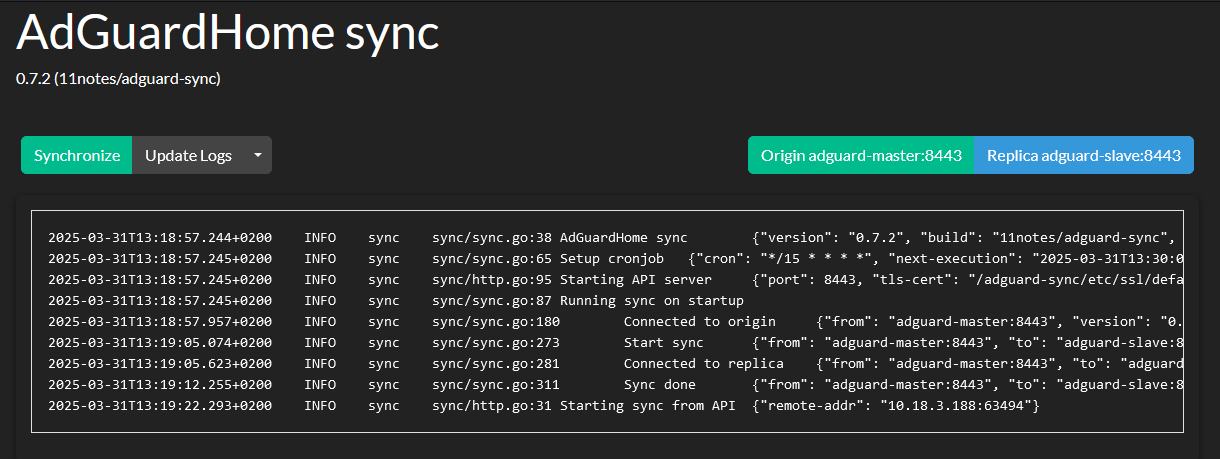 AdGuardHome sync
0.7.2 (11notes/adguard-sync)
Synchronize Update Logs Origin adguard-master:8443 Replica adguard-slave:8443
2025-03-31T13:18:57.244+0200 INFO sync sync/sync.go:38 AdGuardHome sync {"version": "0.7.2", "build": "11notes/adguard-sync",
2025-03-31T13:18:57.245+0200 INFO sync sync/sync.go:65 Setup cronjob {"cron": "*/15 * * * *", "next-execution": "2025-03-31T13:30:0
2025-03-31T13:18:57.245+0200 INFO sync sync/http.go:95 Starting API server {"port": 8443, "tls-cert": "/adguard-sync/etc/ssl/defa
2025-03-31T13:18:57.245+0200 INFO sync sync/sync.go:87 Running sync on startup
2025-03-31T13:18:57.957+0200 INFO sync sync/sync.go:180 Connected to origin {"from": "adguard-master:8443", "version": "0.
2025-03-31T13:19:05.074+0200 INFO sync sync/sync.go:273 Start sync {"from": "adguard-master:8443", "to": "adguard-slave:8
2025-03-31T13:19:05.623+0200 INFO sync sync/sync.go:281 Connected to replica {"from": "adguard-master:8443", "to": "adguard
2025-03-31T13:19:12.255+0200 INFO sync sync/sync.go:311 Sync done {"from": "adguard-master:8443", "to": "adguard-slave:8
2025-03-31T13:19:22.293+0200 INFO sync sync/http.go:31 Starting sync from API {"remote-addr": "10.18.3.188:63494"}